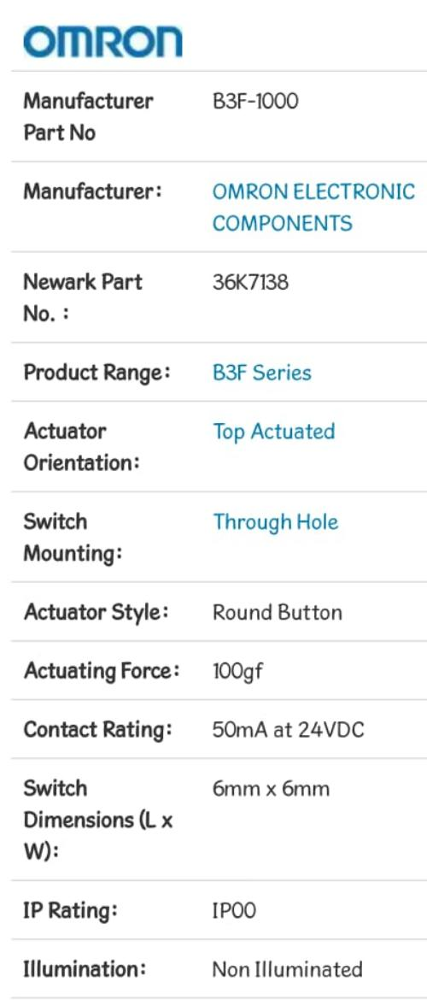 OMRON
Manufacturer B3F-1000
Part No
Manufacturer: OMRON ELECTRONIC
COMPONENTS
Newark Part 36K7138
No. :
Product Range: B3F Series
Actuator Top Actuated
Orientation:
Switch Through Hole
Mounting:
Actuator Style: Round Button
Actuating Force: 100gf
Contact Rating: 50mA at 24VDC
Switch 6mm x 6mm
Dimensions (L x
W):
IP Rating: IP00
Illumination: Non Illuminated